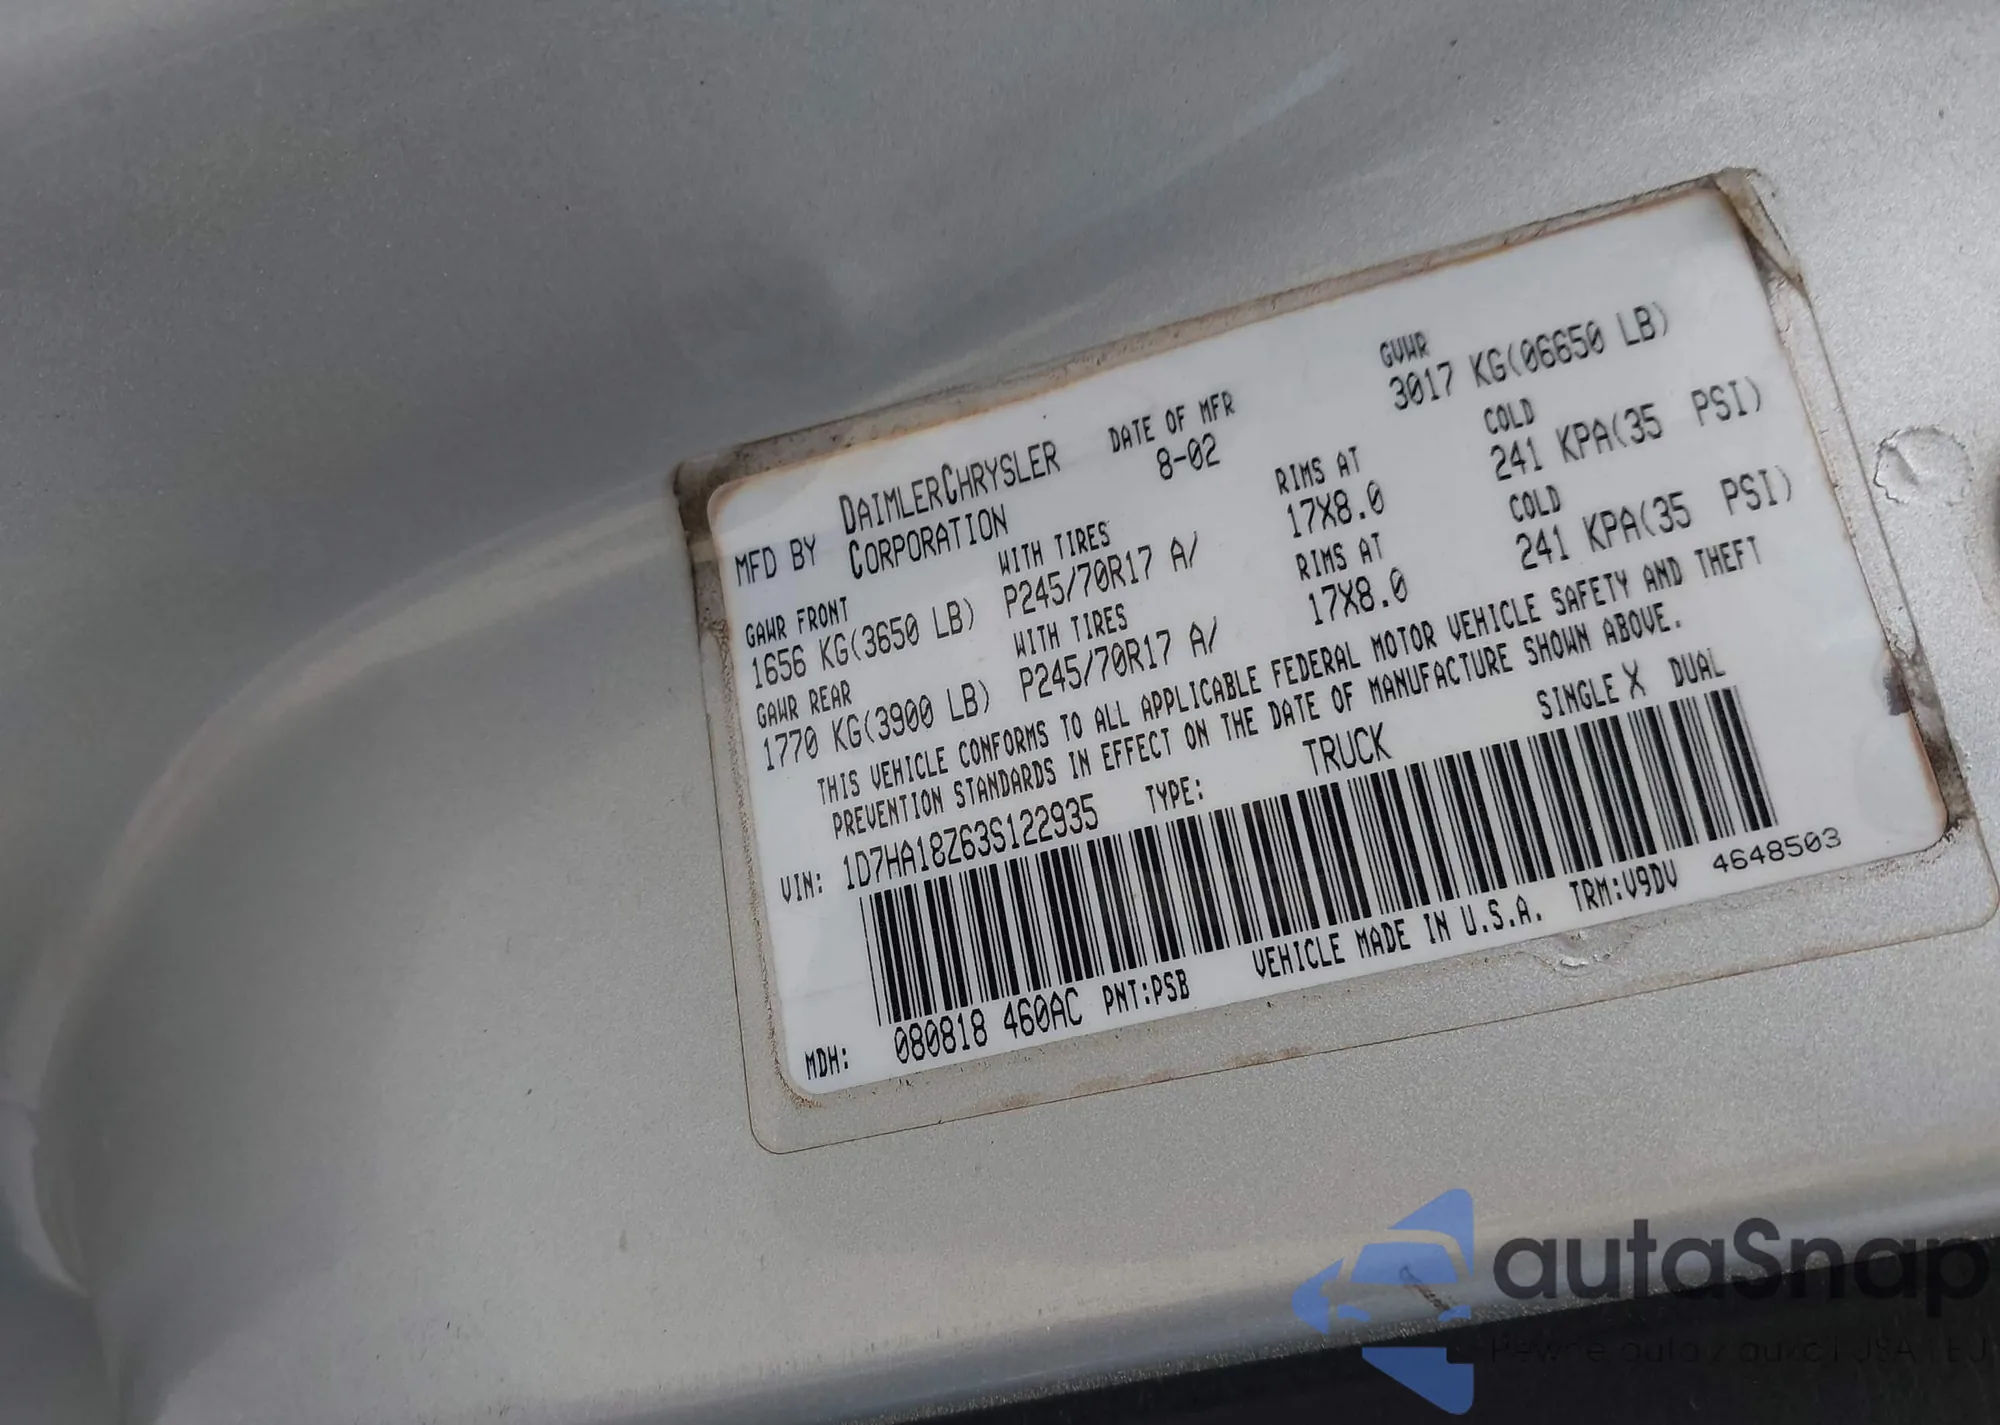 MFD BY DAIMLERCHRYSLER CORPORATION
DATE OF MFR 8-02
GVWR 3017 KG(06650 LB)
GAWR FRONT WITH TIRES RIMS AT COLD
1656 KG(3650 LB) P245/70R17 A/ 17X8.0 241 KPA(35 PSI)
GAWR REAR WITH TIRES RIMS AT COLD
1770 KG(3900 LB) P245/70R17 A/ 17X8.0 241 KPA(35 PSI)
THIS VEHICLE CONFORMS TO ALL APPLICABLE FEDERAL MOTOR VEHICLE SAFETY AND THEFT
PREVENTION STANDARDS IN EFFECT ON THE DATE OF MANUFACTURE SHOWN ABOVE.
VIN: 1D7HA18Z63S122935 TYPE: TRUCK SINGLE X DUAL
MDH: 080818 460AC PNT:PSB VEHICLE MADE IN U.S.A. TRM:V9DV 4648503
autaSnap